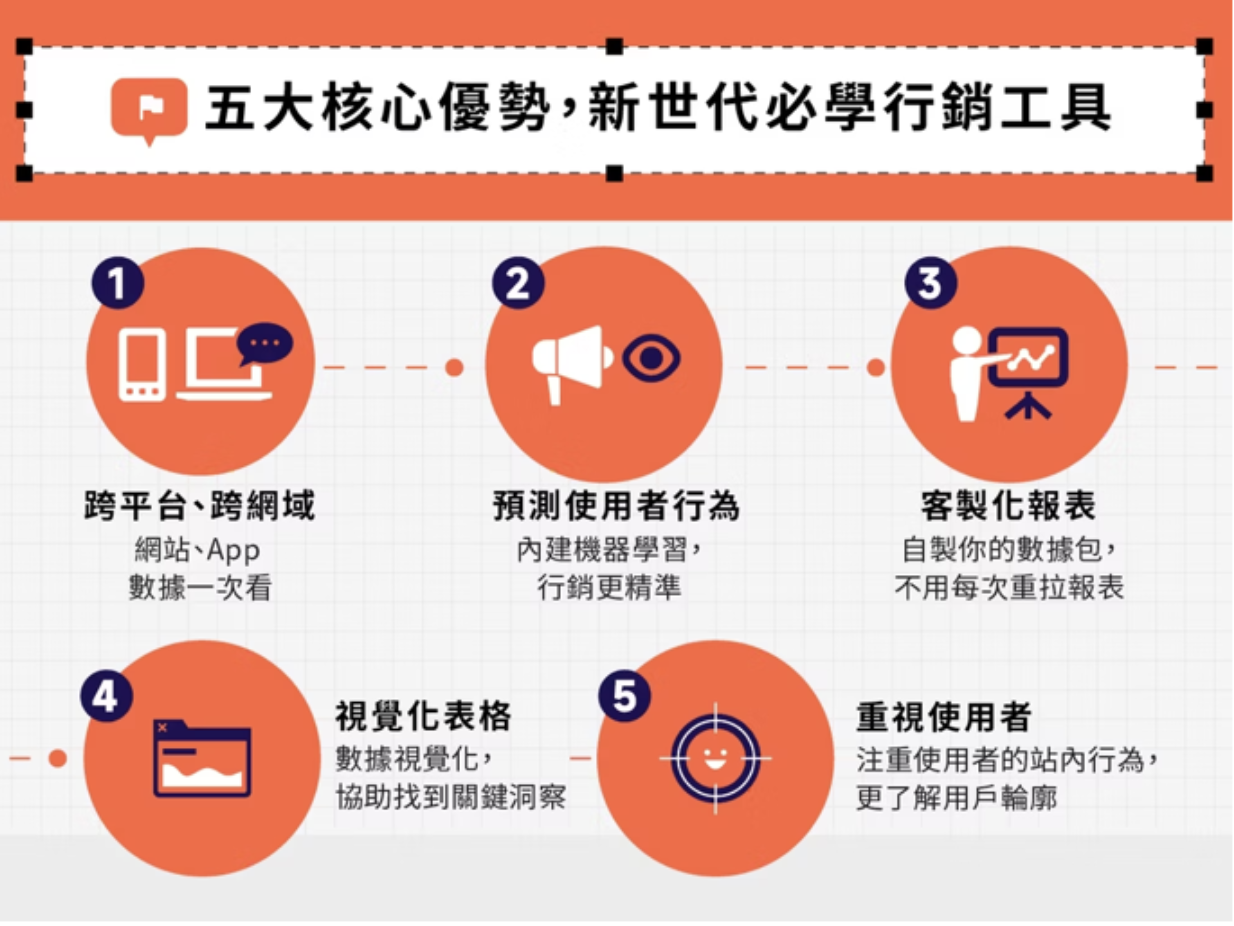 五大核心優勢，新世代必學行銷工具
1
跨平台、跨網域
網站、App
數據一次看
2
預測使用者行為
內建機器學習，
行銷更精準
3
客製化報表
自製你的數據包，
不用每次重拉報表
4
視覺化表格
數據視覺化，
協助找到關鍵洞察
5
重視使用者
注重使用者的站內行為，
更了解用戶輪廓